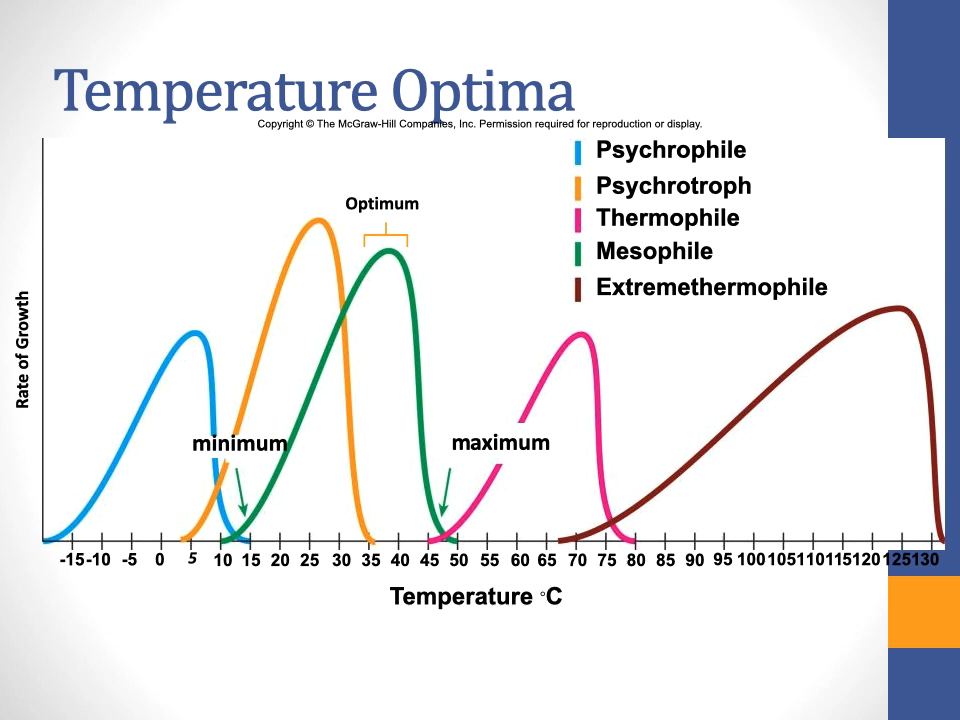 Temperature Optima
Copyright © The McGraw-Hill Companies, Inc. Permission required for reproduction or display.
Psychrophile
Psychrotroph
Thermophile
Mesophile
Extremethermophile
Optimum
Rate of Growth
minimum
maximum
-15 -10 -5 0 5 10 15 20 25 30 35 40 45 50 55 60 65 70 75 80 85 90 95 100 105 110 115 120 125 130
Temperature °C